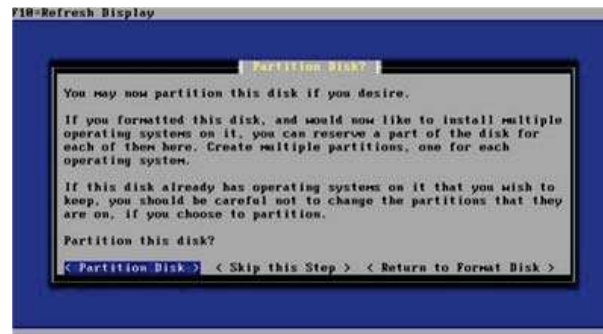 F10=Refresh Display
Partition Disk?
You may now partition this disk if you desire.
If you formatted this disk, and would now like to install multiple
operating systems on it, you can reserve a part of the disk for
each of them here. Create multiple partitions, one for each
operating system.
If this disk already has operating systems on it that you wish to
keep, you should be careful not to change the partitions that they
are on, if you choose to partition.
Partition this disk?
< Partition Disk > < Skip this Step > < Return to Format Disk >